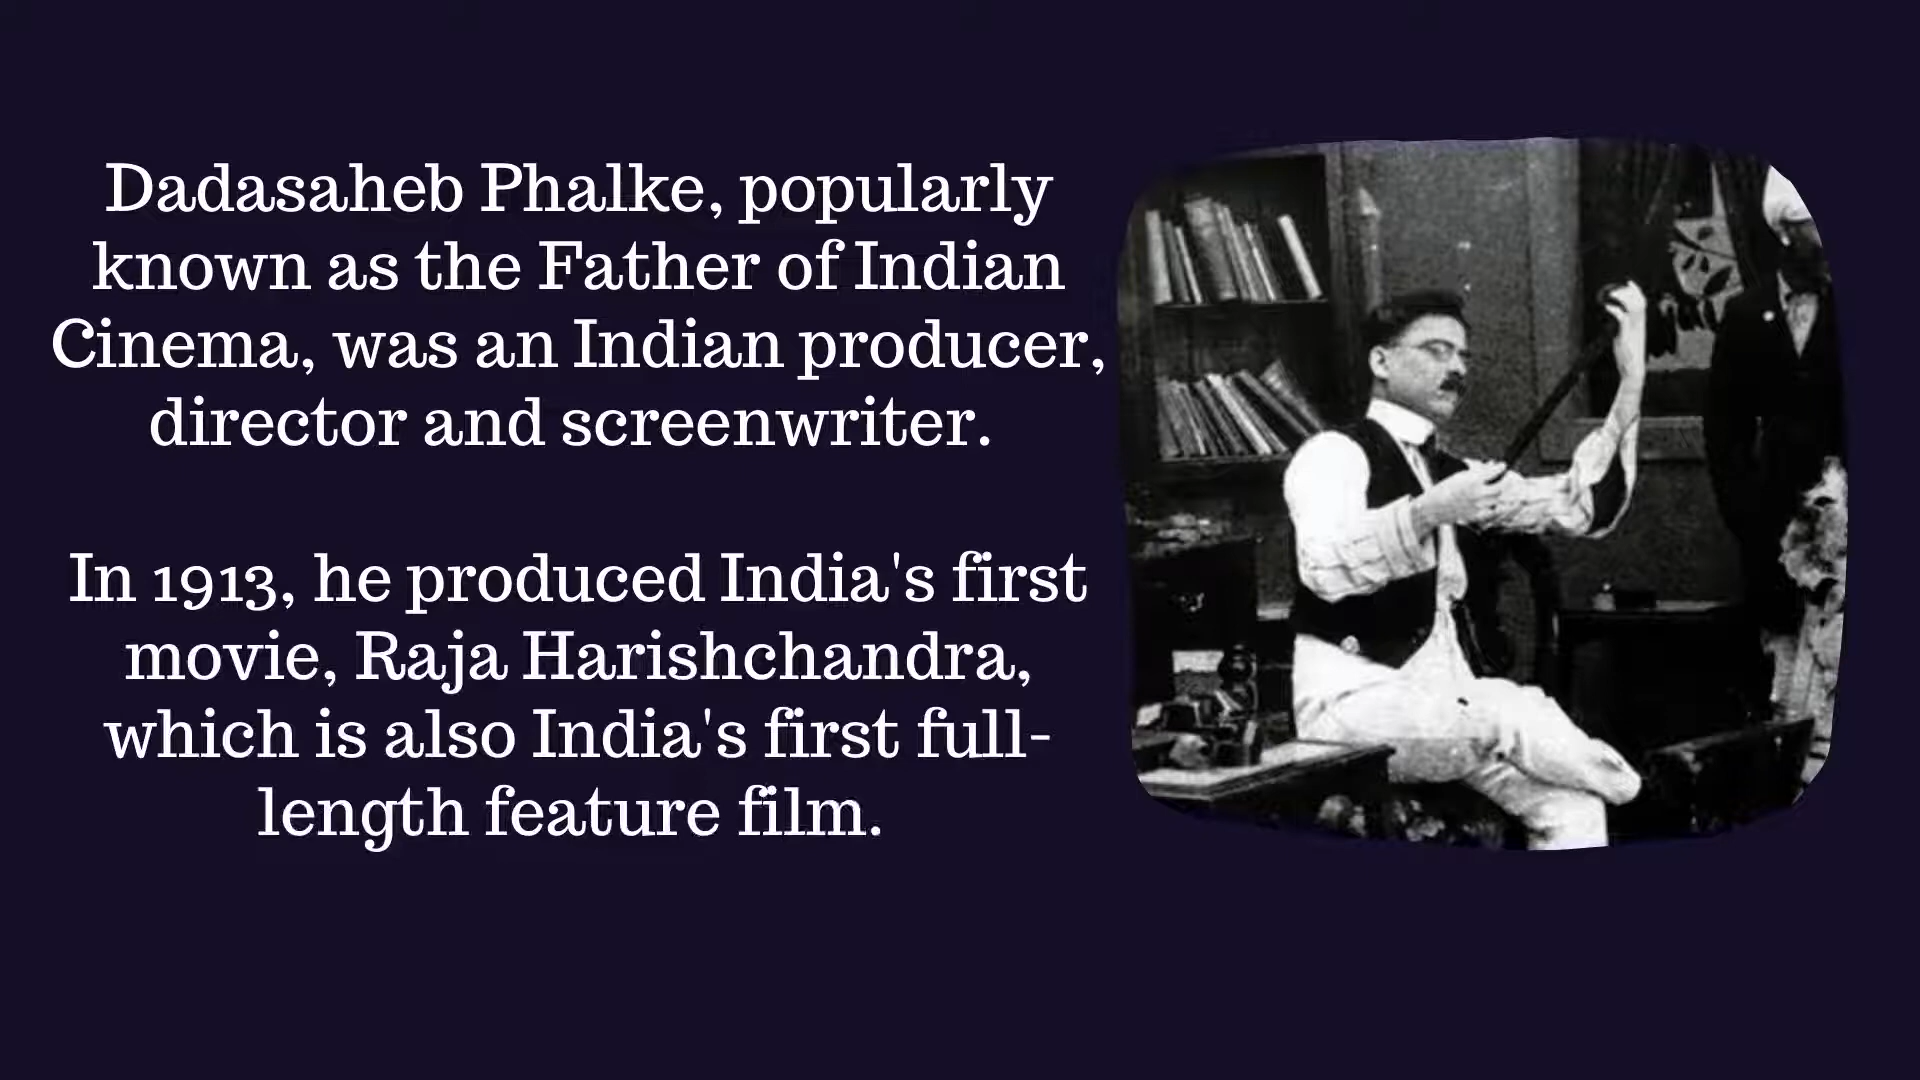 Dadasaheb Phalke, popularly
known as the Father of Indian
Cinema, was an Indian producer,
director and screenwriter.
In 1913, he produced India's first
movie, Raja Harishchandra,
which is also India's first full-
length feature film.